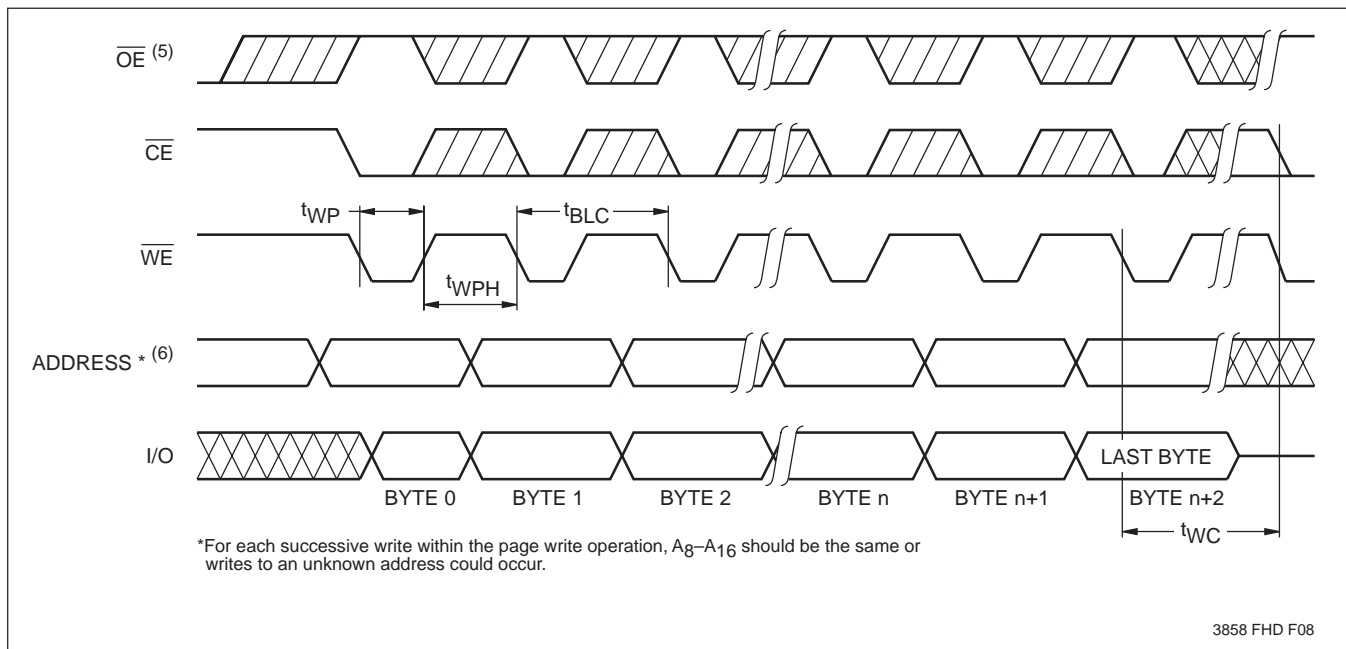 OE (5)
CE
tWP
tBLC
WE
tWPH
ADDRESS * (6)
I/O
LAST BYTE
BYTE 0 BYTE 1 BYTE 2 BYTE n BYTE n+1 BYTE n+2
tWC
*For each successive write within the page write operation, A8–A16 should be the same or
writes to an unknown address could occur.
3858 FHD F08